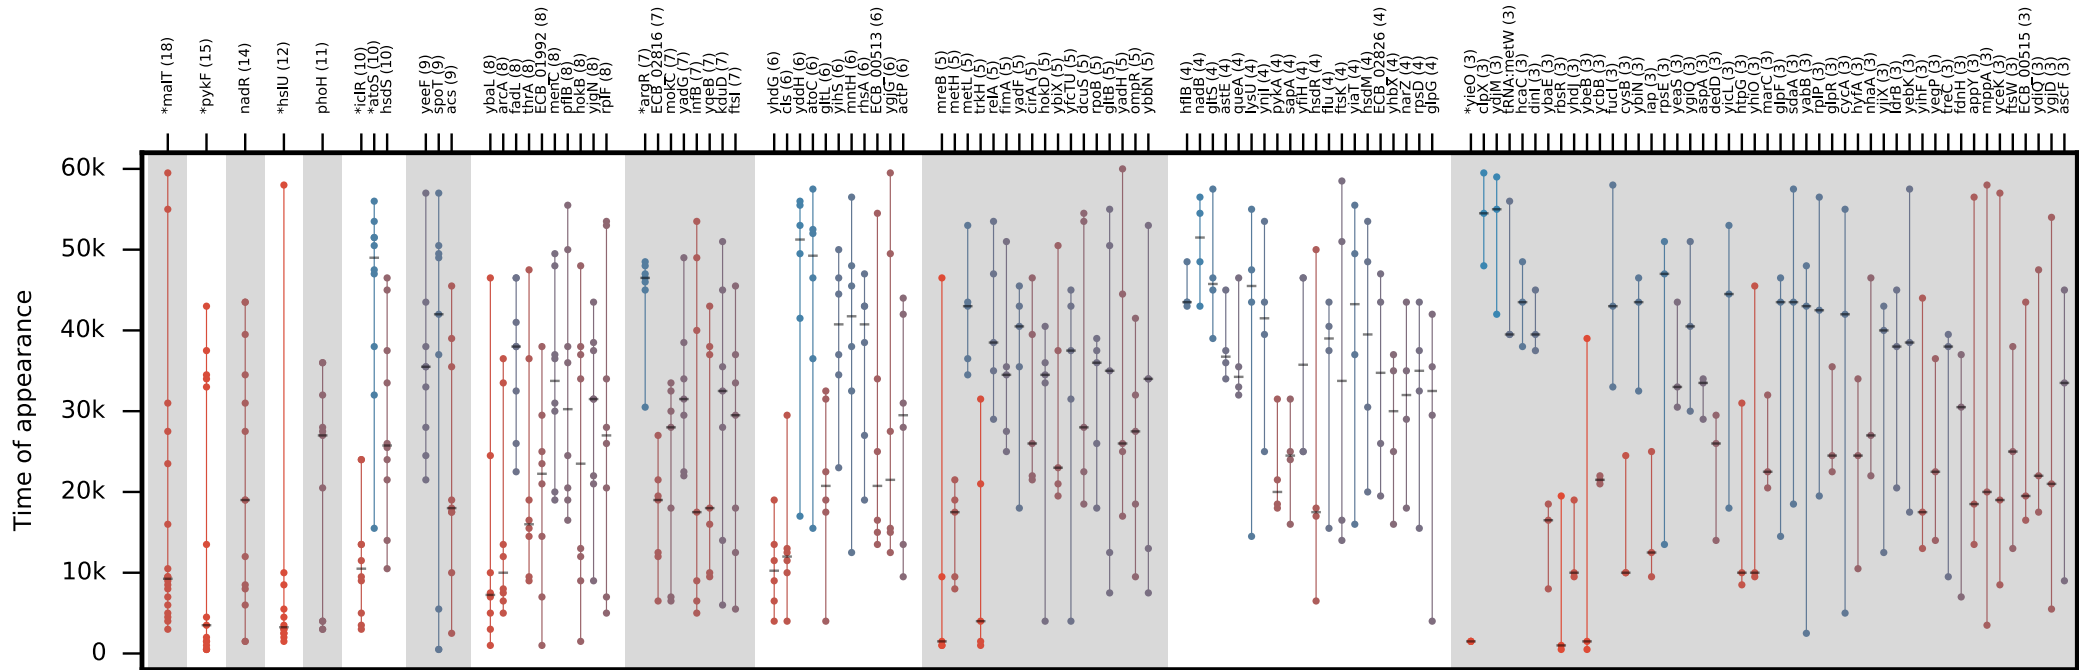 *malT (18)
*pykF (15)
nadR (14)
*hslU (12)
phoH (11)
*iclR (10)
*atoS (10)
hsdS (10)
yeeF (9)
spoT (9)
acs (9)
ybaL (8)
arcA (8)
fadL (8)
thrA (8)
ECB_01992 (8)
menC (8)
pflB (8)
hokB (8)
yjgN (8)
rplF (8)
*argR (7)
ECB_02816 (7)
mokC (7)
yadG (7)
infB (7)
yqeB (7)
kduD (7)
ftsI (7)
yhdG (6)
cls (6)
yddH (6)
atoC (6)
gltL (6)
yihS (6)
mntH (6)
rhsA (6)
ECB_00513 (6)
yjgT (6)
actP (6)
mreB (5)
metH (5)
metL (5)
trkH (5)
relA (5)
fimA (5)
yadF (5)
cirA (5)
hokD (5)
ybiX (5)
yfcTU (5)
dcuS (5)
rpoB (5)
gltB (5)
yadH (5)
ompR (5)
ybbN (5)
hflB (4)
nadB (4)
gltS (4)
astE (4)
queA (4)
lysU (4)
ynjI (4)
pykA (4)
sapA (4)
yfiH (4)
hsdR (4)
fliJ (4)
ftsK (4)
yiaT (4)
hsdM (4)
ECB_02826 (4)
narZ (4)
rpsD (4)
glpG (4)
*yieO (3)
clpX (3)
ydjM (3)
tRNA:metW (3)
hcaC (3)
dinI (3)
ybaE (3)
rbsR (3)
yhdJ (3)
ybeB (3)
ycbB (3)
fucI (3)
cysB (3)
ybiN (3)
iap (3)
rpsE (3)
yeaS (3)
ygiQ (3)
aspA (3)
dedD (3)
yicL (3)
htpG (3)
yhiO (3)
marC (3)
glpF (3)
sdaA (3)
yabB (3)
rplP (3)
glpR (3)
cycA (3)
hyfA (3)
nhaA (3)
yjiX (3)
ldrB (3)
yebK (3)
yihF (3)
yegP (3)
treC (3)
fdnH (3)
appY (3)
mppA (3)
yceK (3)
ftsW (3)
ECB_00515 (3)
ydiQ (3)
ygjD (3)
ascF (3)
Time of appearance
60k
50k
40k
30k
20k
10k
0